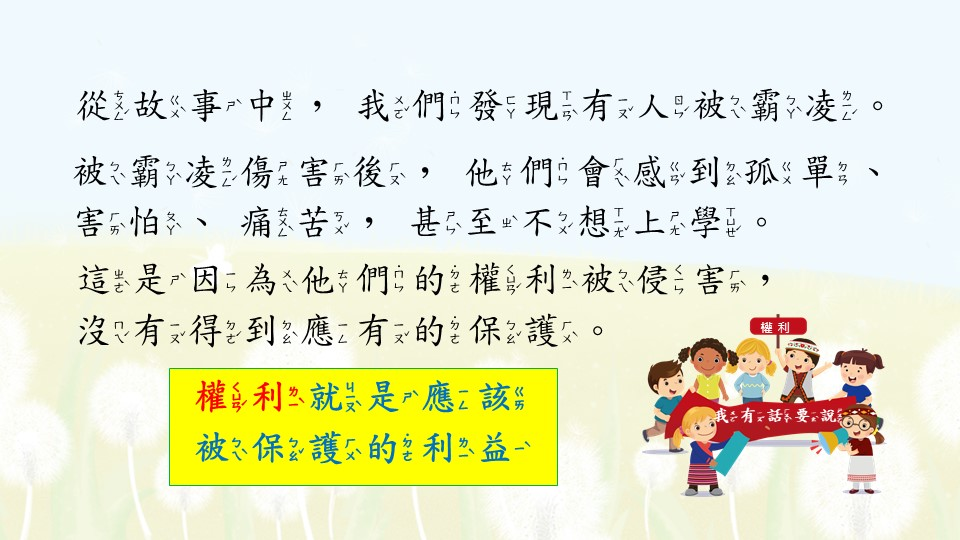 從故事中，我們發現有人被霸凌。
被霸凌傷害後，他們會感到孤單、
害怕、痛苦，甚至不想上學。
這是因為他們的權利被侵害，
沒有得到應有的保護。
權利就是應該
被保護的利益
權利
我有話要說